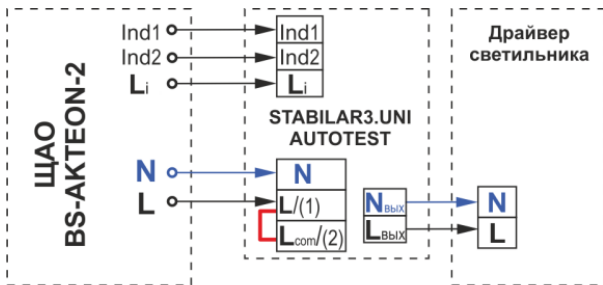 ЩАО
BS-AKTEON-2
Ind1
Ind2
Li
N
L
Ind1
Ind2
Li
STABILAR3.UNI
AUTOTEST
N
L/(1)
Lcom/(2)
Nвых
Lвых
Драйвер
светильника
N
L